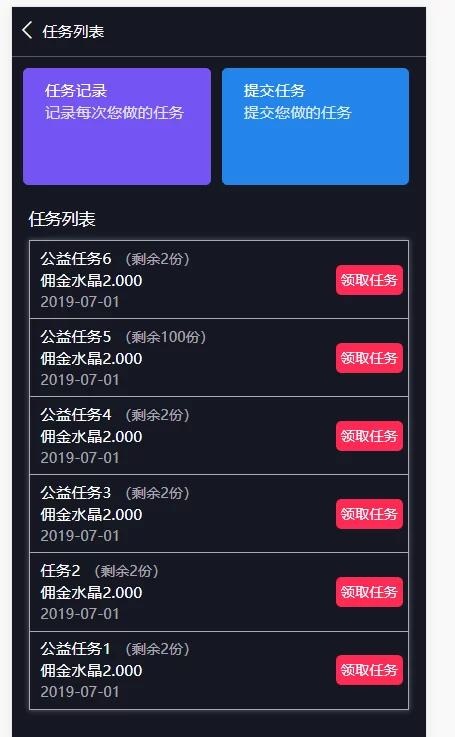 任务列表
任务记录
记录每次您做的任务
提交任务
提交您做的任务
任务列表
公益任务6 (剩余2份)
佣金水晶2.000
2019-07-01
领取任务
公益任务5 (剩余100份)
佣金水晶2.000
2019-07-01
领取任务
公益任务4 (剩余2份)
佣金水晶2.000
2019-07-01
领取任务
公益任务3 (剩余2份)
佣金水晶2.000
2019-07-01
领取任务
任务2 (剩余2份)
佣金水晶2.000
2019-07-01
领取任务
公益任务1 (剩余2份)
佣金水晶2.000
2019-07-01
领取任务